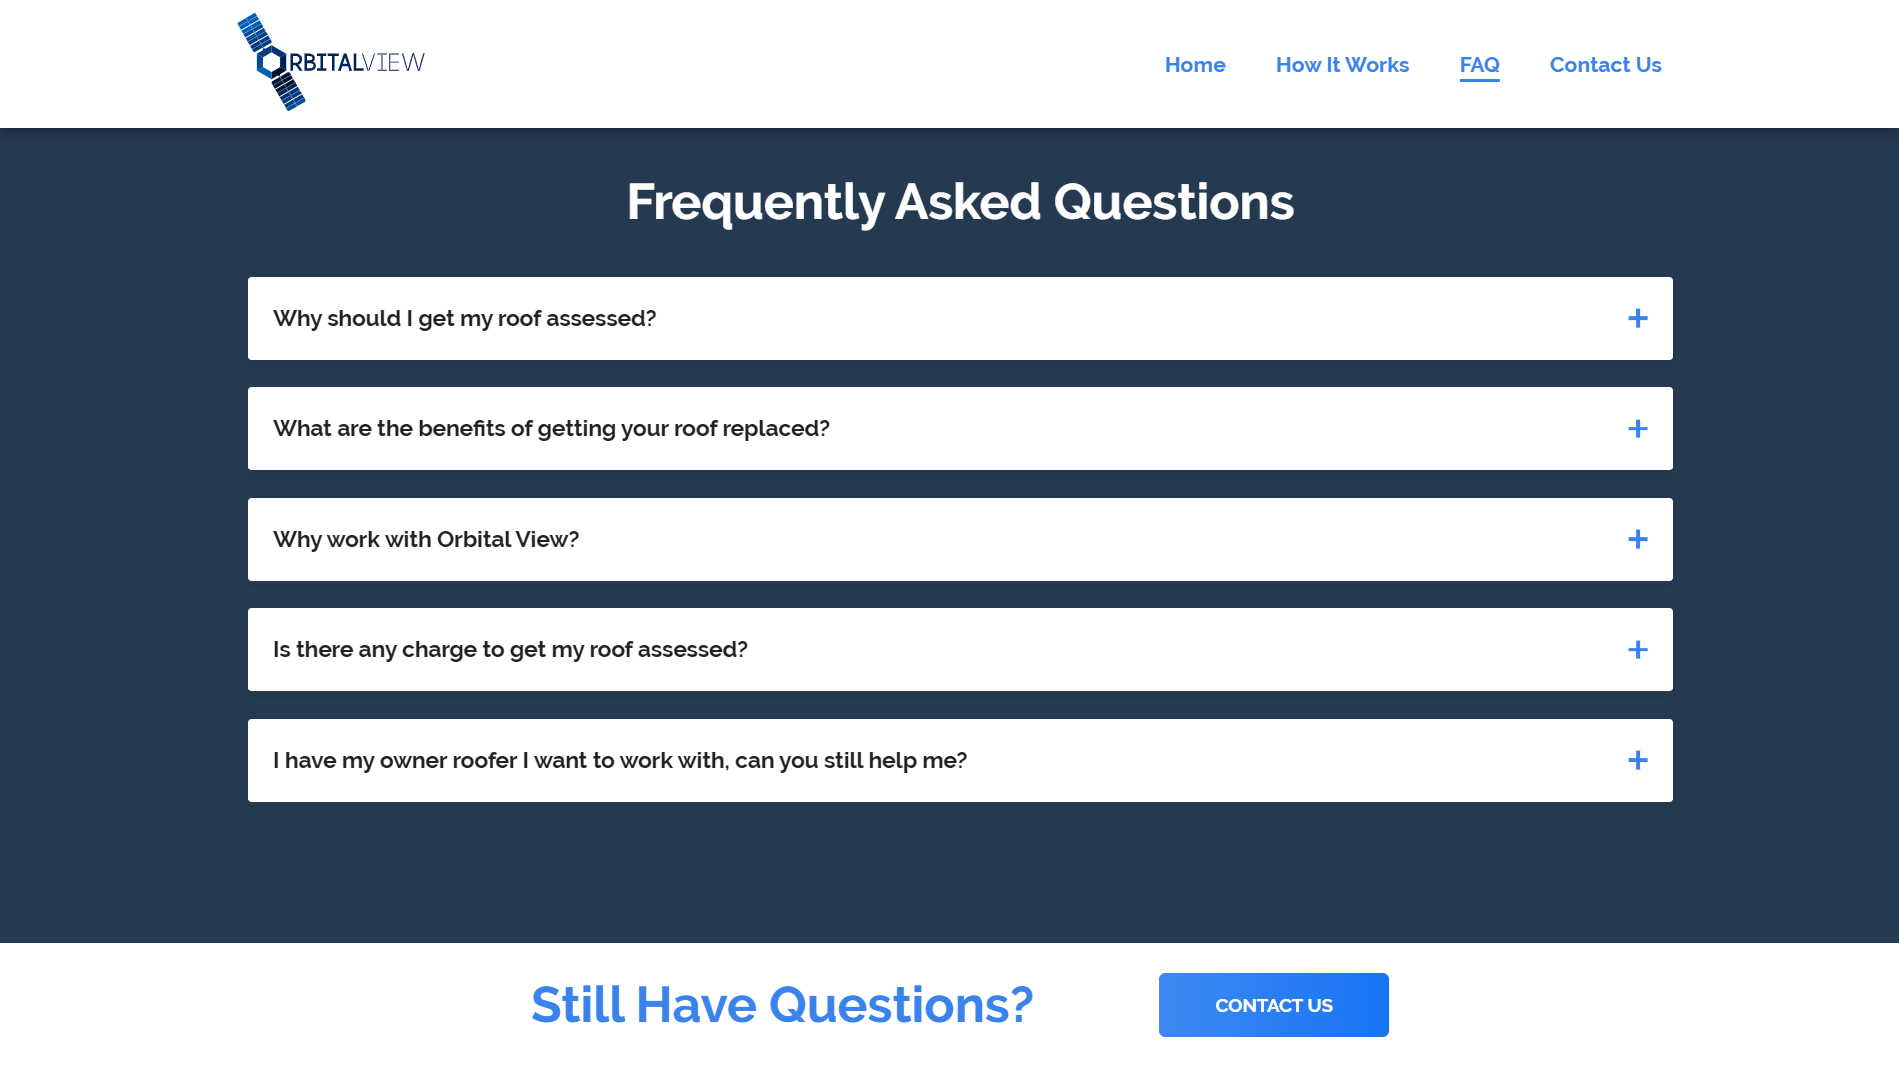 ORBITALVIEW
Home How It Works FAQ Contact Us
Frequently Asked Questions
Why should I get my roof assessed? +
What are the benefits of getting your roof replaced? +
Why work with Orbital View? +
Is there any charge to get my roof assessed? +
I have my owner roofer I want to work with, can you still help me? +
Still Have Questions? CONTACT US